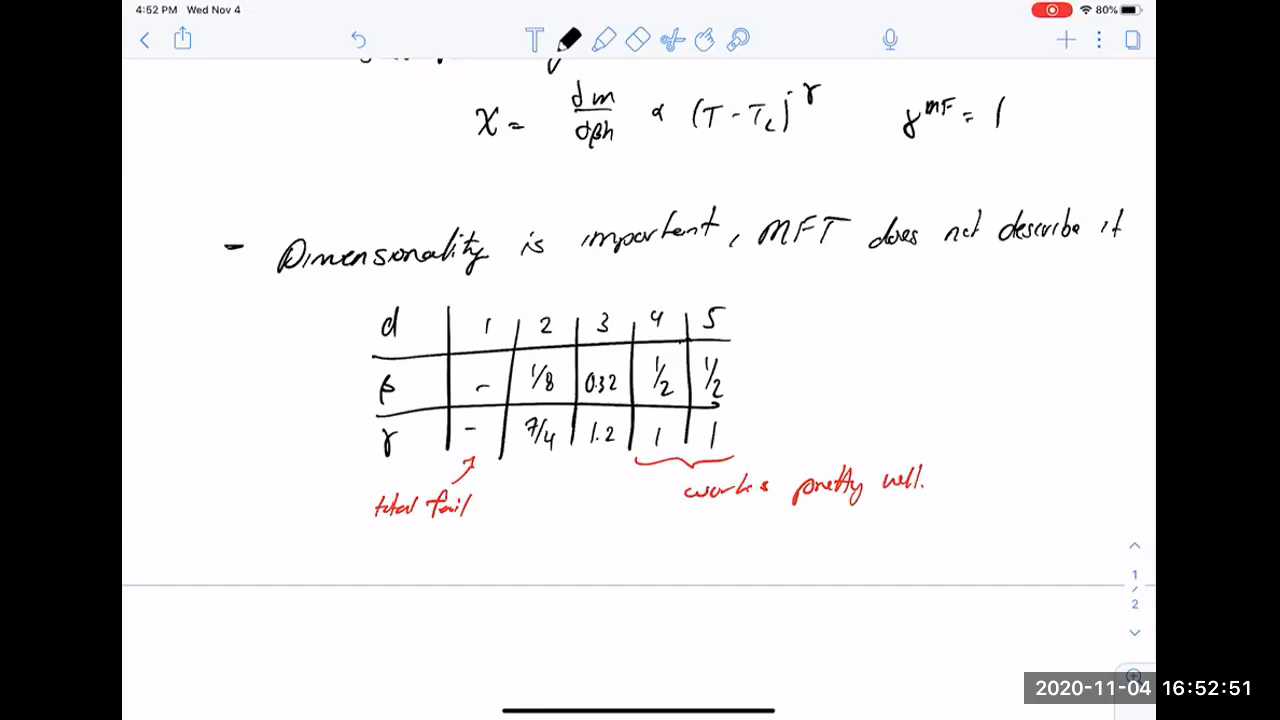 4:52 PM Wed Nov 4
80%
χ = dm/dβh ∝ (T - Tc)^-γ γ^MF = 1
- Dimensionality is important, MFT does not describe it
d 1 2 3 4 5
β - 1/8 0.32 1/2 1/2
γ - 7/4 1.2 1 1
total fail
works pretty well.
1
2
2020-11-04 16:52:51